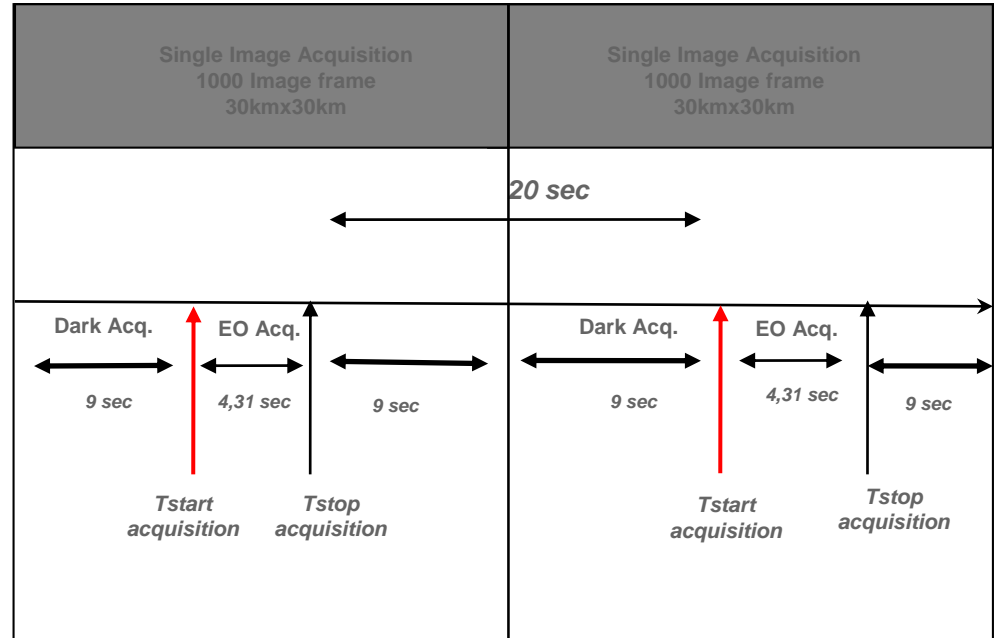 Single Image Acquisition
1000 Image frame
30kmx30km
Single Image Acquisition
1000 Image frame
30kmx30km
20 sec
Dark Acq.
EO Acq.
Dark Acq.
EO Acq.
9 sec
4,31 sec
9 sec
9 sec
4,31 sec
9 sec
Tstart
acquisition
Tstop
acquisition
Tstart
acquisition
Tstop
acquisition